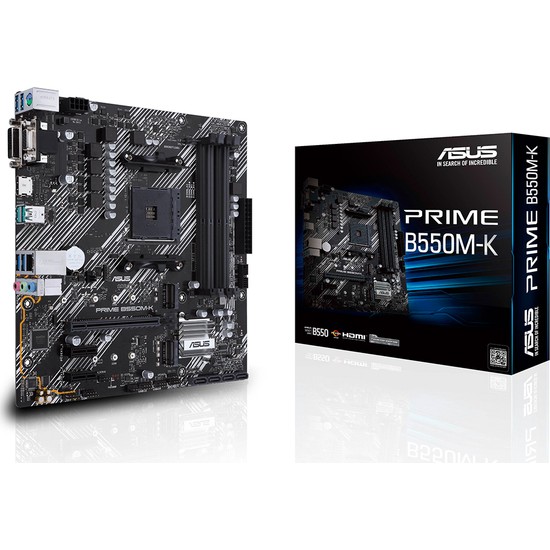 ASUS
PRIME B550M-K
ASUS
ASUS
IN SEARCH OF INCREDIBLE
PRIME
B550M-K
B550
HDMI
PRIME B550M-K
ASUS
IN SEARCH OF INCREDIBLE